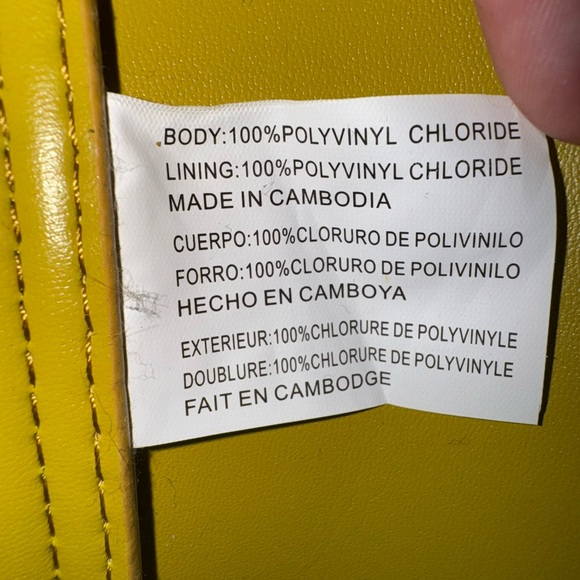 BODY:100%POLYVINYL CHLORIDE
LINING:100%POLYVINYL CHLORIDE
MADE IN CAMBODIA
CUERPO:100%CLORURO DE POLIVINILO
FORRO:100%CLORURO DE POLIVINILO
HECHO EN CAMBOYA
EXTERIEUR:100%CHLORURE DE POLYVINYLE
DOUBLURE:100%CHLORURE DE POLYVINYLE
FAIT EN CAMBODGE